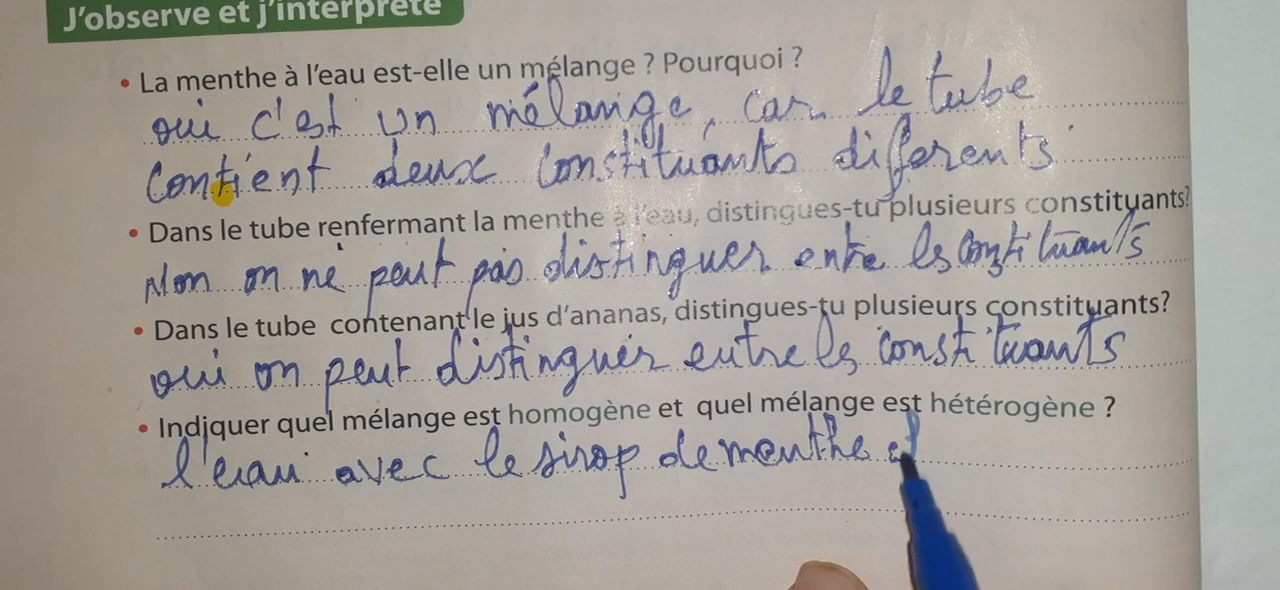 J'observe et j'interprète
• La menthe à l'eau est-elle un mélange ? Pourquoi ?
oui c'est un mélange, car le tube
contient deux constituants différents.
• Dans le tube renfermant la menthe à l'eau, distingues-tu plusieurs constituants?
Non on ne peut pas distinguer entre les constituants
• Dans le tube contenant le jus d'ananas, distingues-tu plusieurs constituants?
oui on peut distinguer entre les constituants
• Indiquer quel mélange est homogène et quel mélange est hétérogène ?
l'eau avec le sirop de menthe